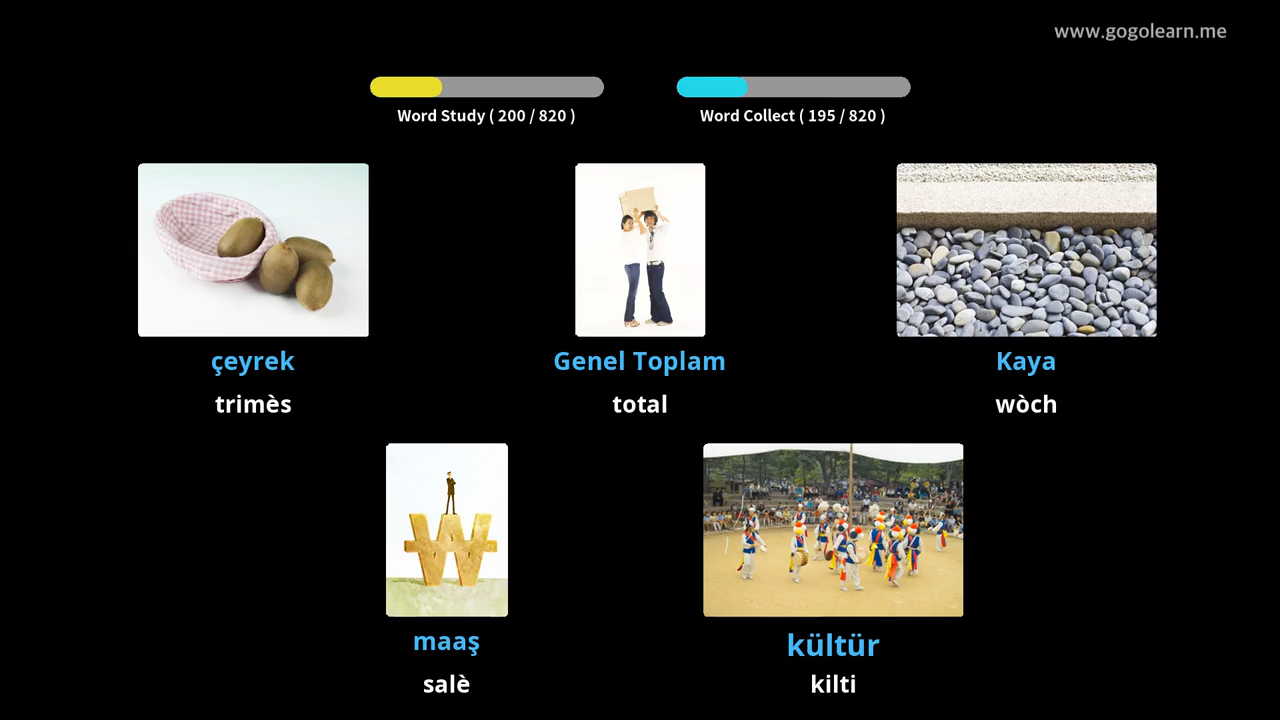 www.gogolearn.me
Word Study ( 200 / 820 )
Word Collect ( 195 / 820 )
çeyrek
trimès
Genel Toplam
total
Kaya
wòch
maaş
salè
kültür
kilti